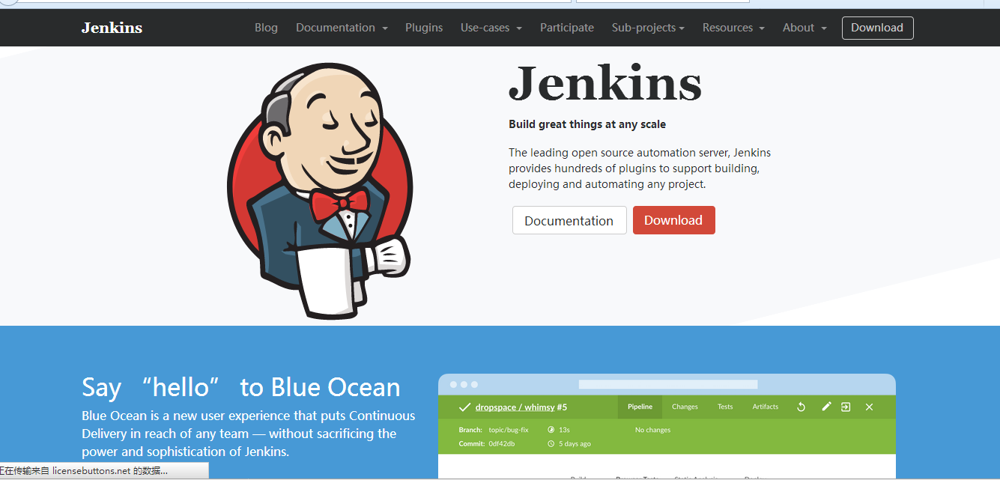 Jenkins Blog Documentation Plugins Use-cases Participate Sub-projects Resources About Download
Jenkins
Build great things at any scale
The leading open source automation server, Jenkins
provides hundreds of plugins to support building,
deploying and automating any project.
Documentation Download
Say “hello” to Blue Ocean
Blue Ocean is a new user experience that puts Continuous
Delivery in reach of any team — without sacrificing the
power and sophistication of Jenkins.
dropspace / whimsy #5 Pipeline Changes Tests Artifacts
Branch: topic/bug-fix 13s No changes
Commit: 0df42db 5 days ago
正在传输来自 licensebuttons.net 的数据...